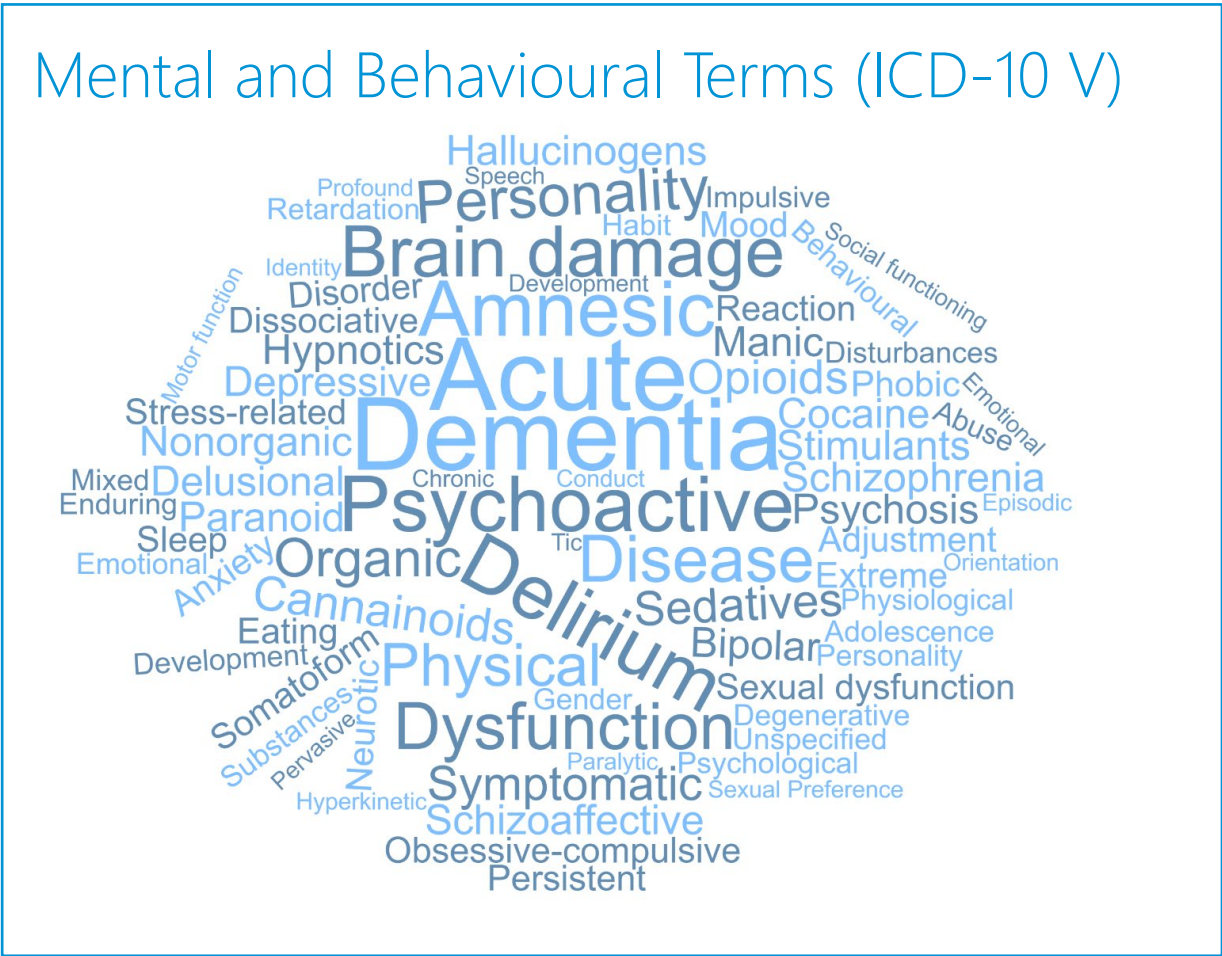 Mental and Behavioural Terms (ICD-10 V)
Hallucinogens
Speech
Profound
Personality
Impulsive
Retardation
Habit
Mood
Behavioural
Social functioning
Brain damage
Identity
Development
Motor function
Disorder
Amnesic
Reaction
Dissociative
Hypnotics
Manic
Disturbances
Acute
Depressive
Opioids
Phobic
Emotional
Stress-related
Dementia
Cocaine
Abuse
Nonorganic
Stimulants
Mixed
Delusional
Chronic
Conduct
Schizophrenia
Enduring
Paranoid
Psychoactive
Psychosis
Episodic
Sleep
Tic
Adjustment
Emotional
Anxiety
Organic
Delirium
Disease
Extreme
Orientation
Cannainoids
Sedatives
Physiological
Eating
Bipolar
Adolescence
Development
Somatoform
Physical
Personality
Substances
Neurotic
Gender
Sexual dysfunction
Pervasive
Dysfunction
Degenerative
Unspecified
Paralytic
Psychological
Hyperkinetic
Symptomatic
Sexual Preference
Schizoaffective
Obsessive-compulsive
Persistent